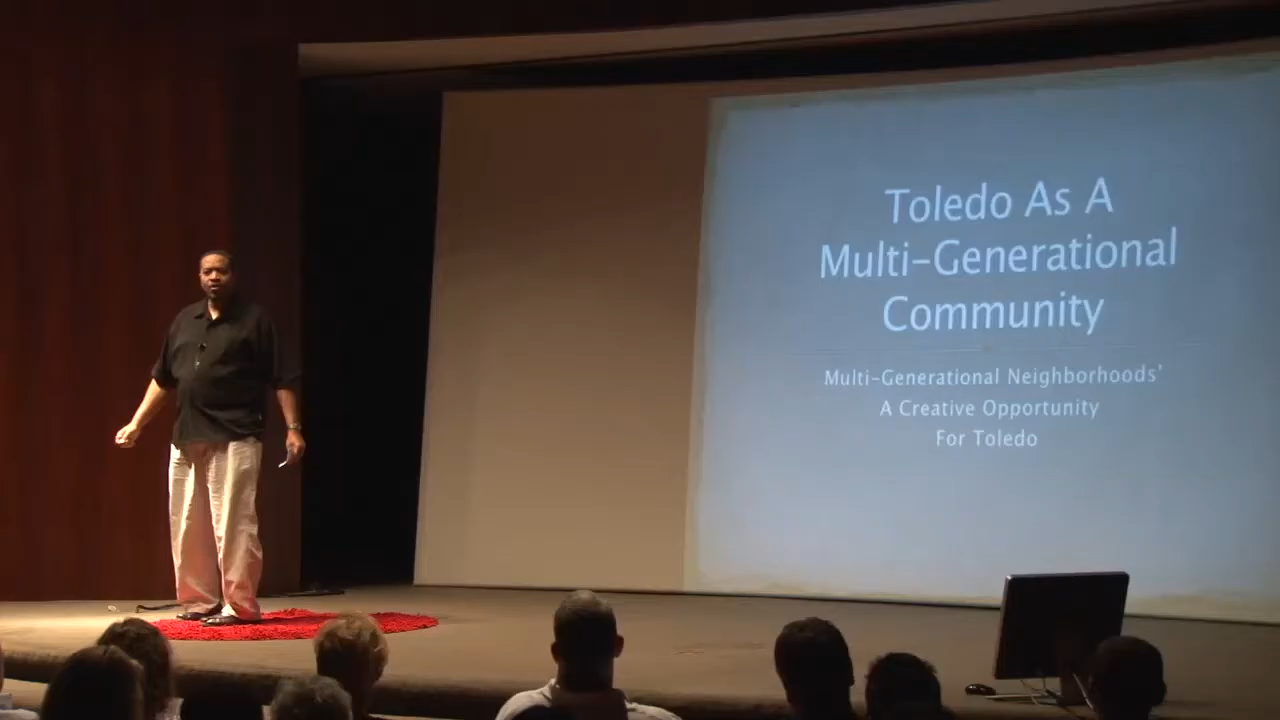 Toledo As A
Multi-Generational
Community
Multi-Generational Neighborhoods'
A Creative Opportunity
For Toledo